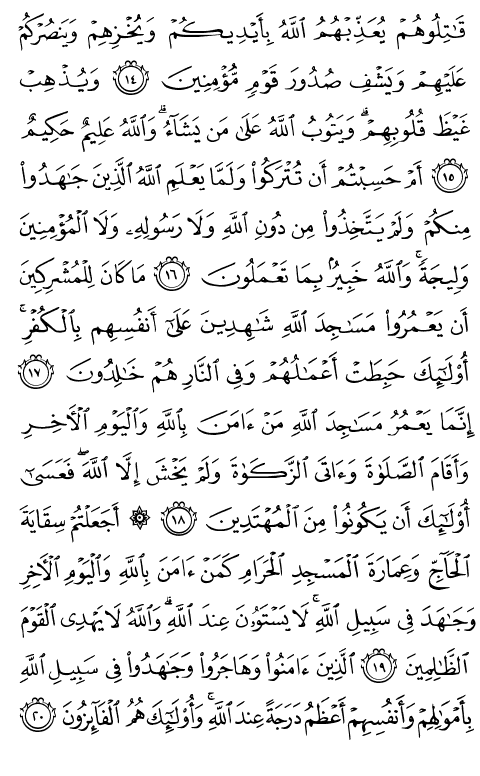 قَٰتِلُوهُمۡ يُعَذِّبۡهُمُ ٱللَّهُ بِأَيۡدِيكُمۡ وَيُخۡزِهِمۡ وَيَنصُرۡكُمۡ
عَلَيۡهِمۡ وَيَشۡفِ صُدُورَ قَوۡمٖ مُّؤۡمِنِينَ ١٤ وَيُذۡهِبۡ
غَيۡظَ قُلُوبِهِمۡۗ وَيَتُوبُ ٱللَّهُ عَلَىٰ مَن يَشَآءُۗ وَٱللَّهُ عَلِيمٌ حَكِيمٌ
١٥ أَمۡ حَسِبۡتُمۡ أَن تُتۡرَكُواْ وَلَمَّا يَعۡلَمِ ٱللَّهُ ٱلَّذِينَ جَٰهَدُواْ
مِنكُمۡ وَلَمۡ يَتَّخِذُواْ مِن دُونِ ٱللَّهِ وَلَا رَسُولِهِۦ وَلَا ٱلۡمُؤۡمِنِينَ
وَلِيجَةٗۚ وَٱللَّهُ خَبِيرُۢ بِمَا تَعۡمَلُونَ ١٦ مَا كَانَ لِلۡمُشۡرِكِينَ
أَن يَعۡمُرُواْ مَسَٰجِدَ ٱللَّهِ شَٰهِدِينَ عَلَىٰٓ أَنفُسِهِم بِٱلۡكُفۡرِۚ
أُوْلَٰٓئِكَ حَبِطَتۡ أَعۡمَٰلُهُمۡ وَفِي ٱلنَّارِ هُمۡ خَٰلِدُونَ ١٧
إِنَّمَا يَعۡمُرُ مَسَٰجِدَ ٱللَّهِ مَنۡ ءَامَنَ بِٱللَّهِ وَٱلۡيَوۡمِ ٱلۡأٓخِرِ
وَأَقَامَ ٱلصَّلَوٰةَ وَءَاتَى ٱلزَّكَوٰةَ وَلَمۡ يَخۡشَ إِلَّا ٱللَّهَۖ فَعَسَىٰٓ
أُوْلَٰٓئِكَ أَن يَكُونُواْ مِنَ ٱلۡمُهۡتَدِينَ ١٨ ۞ أَجَعَلۡتُمۡ سِقَايَةَ
ٱلۡحَآجِّ وَعِمَارَةَ ٱلۡمَسۡجِدِ ٱلۡحَرَامِ كَمَنۡ ءَامَنَ بِٱللَّهِ وَٱلۡيَوۡمِ ٱلۡأٓخِرِ
وَجَٰهَدَ فِي سَبِيلِ ٱللَّهِۚ لَا يَسۡتَوُۥنَ عِندَ ٱللَّهِۗ وَٱللَّهُ لَا يَهۡدِي ٱلۡقَوۡمَ
ٱلظَّٰلِمِينَ ١٩ ٱلَّذِينَ ءَامَنُواْ وَهَاجَرُواْ وَجَٰهَدُواْ فِي سَبِيلِ ٱللَّهِ
بِأَمۡوَٰلِهِمۡ وَأَنفُسِهِمۡ أَعۡظَمُ دَرَجَةً عِندَ ٱللَّهِۚ وَأُوْلَٰٓئِكَ هُمُ ٱلۡفَآئِزُونَ ٢٠